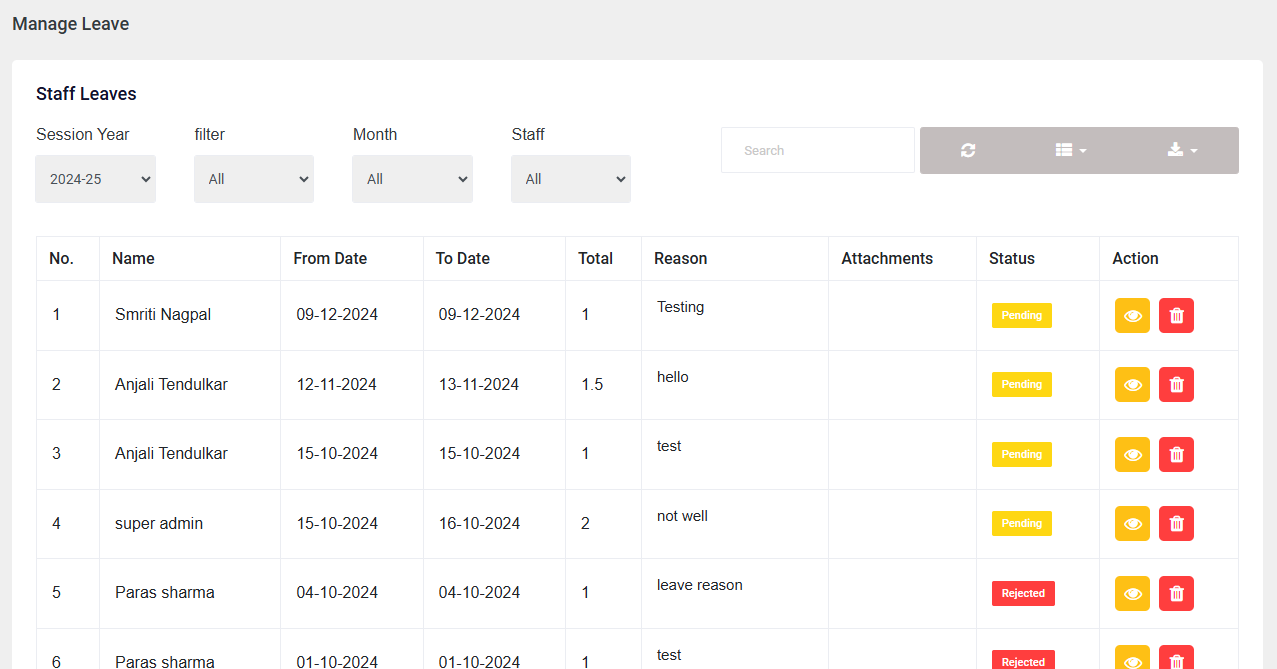 Manage Leave
Staff Leaves
Session Year filter Month Staff
2024-25 All All All Search
No. Name From Date To Date Total Reason Attachments Status Action
1 Smriti Nagpal 09-12-2024 09-12-2024 1 Testing Pending
2 Anjali Tendulkar 12-11-2024 13-11-2024 1.5 hello Pending
3 Anjali Tendulkar 15-10-2024 15-10-2024 1 test Pending
4 super admin 15-10-2024 16-10-2024 2 not well Pending
5 Paras sharma 04-10-2024 04-10-2024 1 leave reason Rejected
6 Paras sharma 01-10-2024 01-10-2024 1 test Rejected